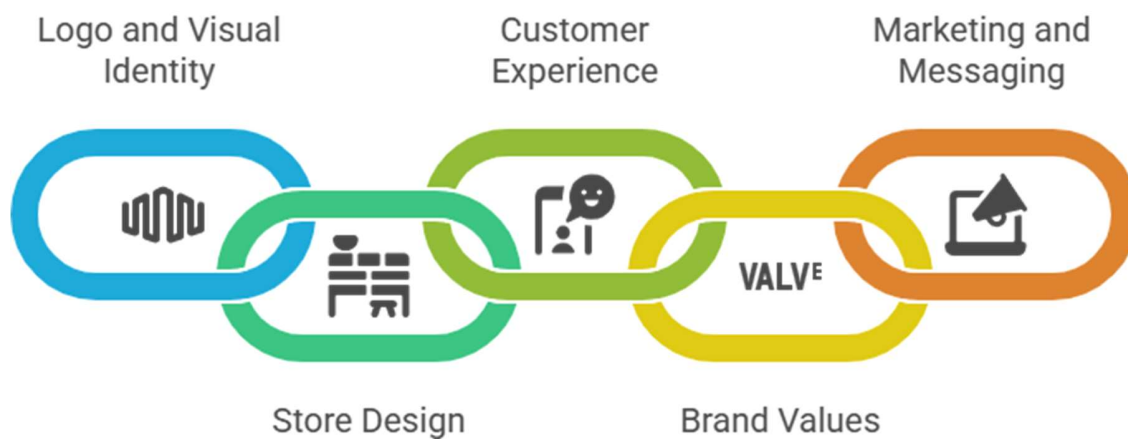 Logo and Visual
Identity
Customer
Experience
Marketing and
Messaging
VALVE
Store Design
Brand Values